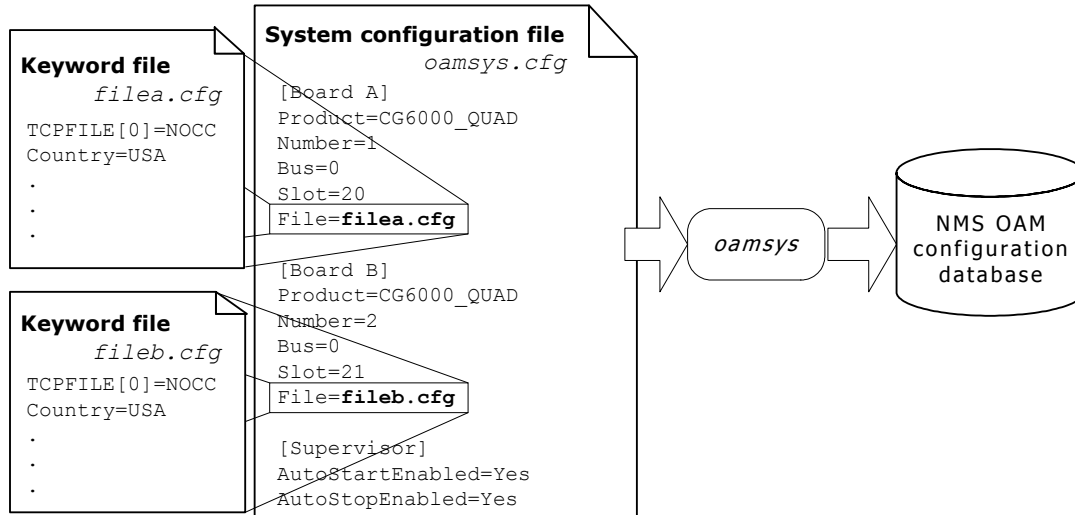 Keyword file
filea.cfg
TCPFILE[0]=NOCC
Country=USA
.
.
.
Keyword file
fileb.cfg
TCPFILE[0]=NOCC
Country=USA
.
.
.
System configuration file
oamsys.cfg
[Board A]
Product=CG6000_QUAD
Number=1
Bus=0
Slot=20
File=filea.cfg
[Board B]
Product=CG6000_QUAD
Number=2
Bus=0
Slot=21
File=fileb.cfg
[Supervisor]
AutoStartEnabled=Yes
AutoStopEnabled=Yes
oamsys
NMS OAM
configuration
database